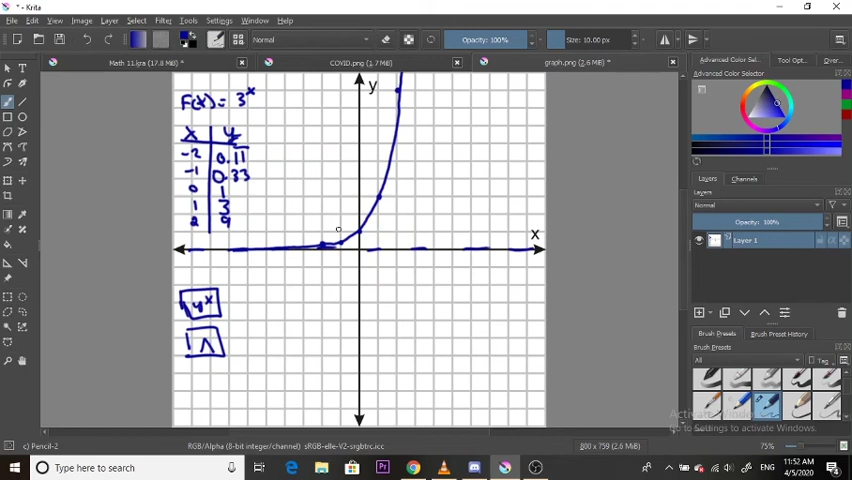 * - Krita
File Edit View Image Layer Select Filter Tools Settings Window Help
Normal Opacity: 100% Size: 10.00 px
Math 11.kra (17.8 MiB) * COVID.png (1.7 MiB) graph.png (2.6 MiB) *
Advanced Color Sel... Tool Opt... Over...
Advanced Color Selector
F(x) = 3^x
x y
-2 0.11
-1 0.33
0 1
1 3
2 9
y
x
y^x
^
Layers Channels
Layers
Normal
Opacity: 100%
Layer 1
Brush Presets Brush Preset History
Brush Presets
All Tag
Activate Windows
Go to Settings to activate Windows.
c) Pencil-2 RGB/Alpha (8-bit integer/channel) sRGB-elle-V2-srgbtrc.icc 800 x 759 (2.6 MiB) 75%
Type here to search
ENG
11:52 AM
4/5/2020